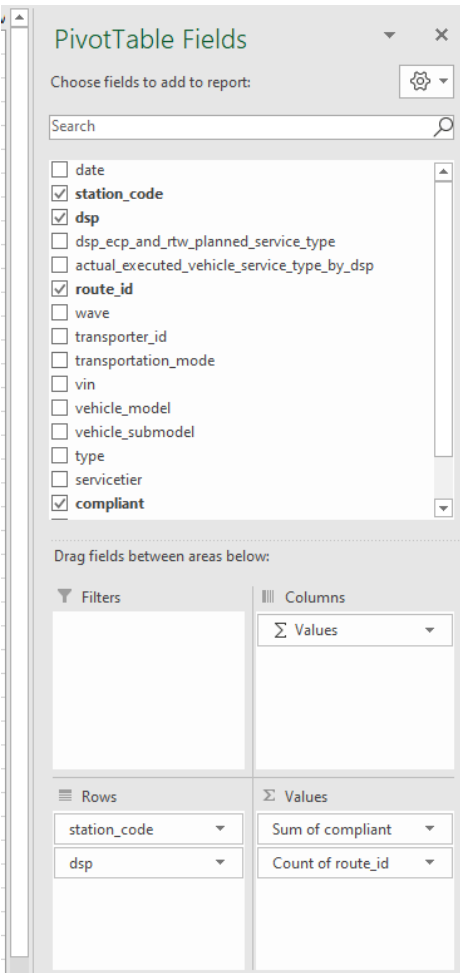 PivotTable Fields
Choose fields to add to report:
Search
date
station_code
dsp
dsp_ecp_and_rtw_planned_service_type
actual_executed_vehicle_service_type_by_dsp
route_id
wave
transporter_id
transportation_mode
vin
vehicle_model
vehicle_submodel
type
servicetier
compliant
Drag fields between areas below:
Filters
Columns
Σ Values
Rows
Σ Values
station_code
Sum of compliant
dsp
Count of route_id